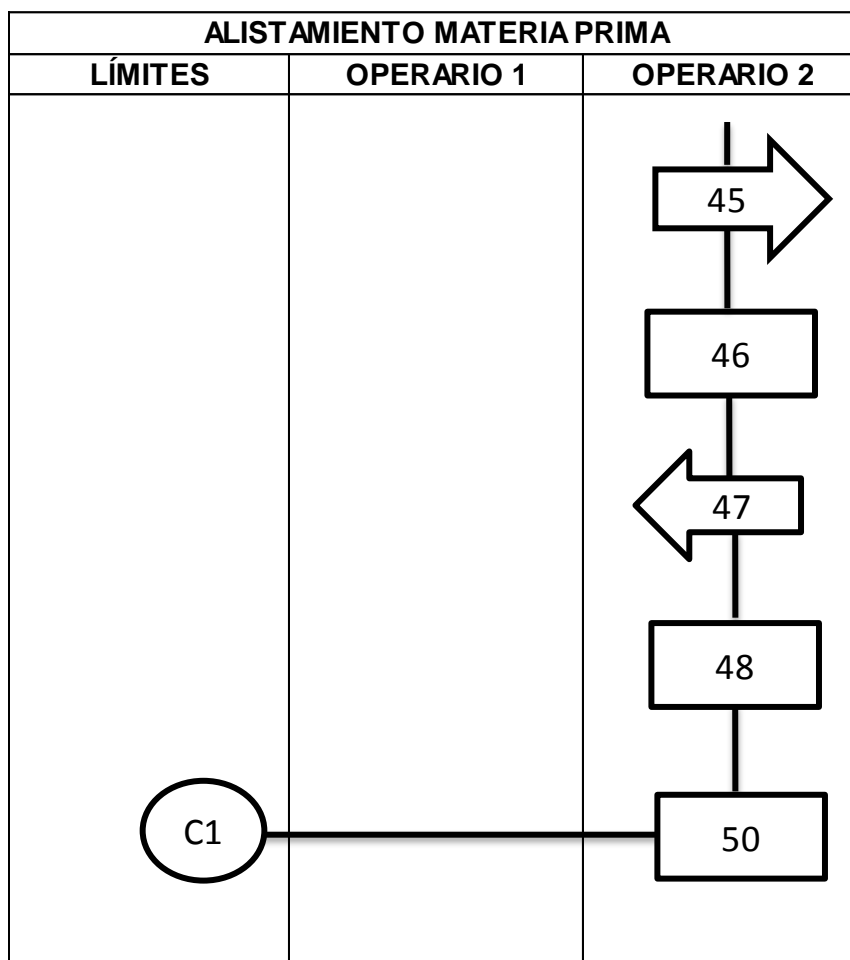 ALISTAMIENTO MATERIA PRIMA
LÍMITES OPERARIO 1 OPERARIO 2
45
46
47
48
C1 50